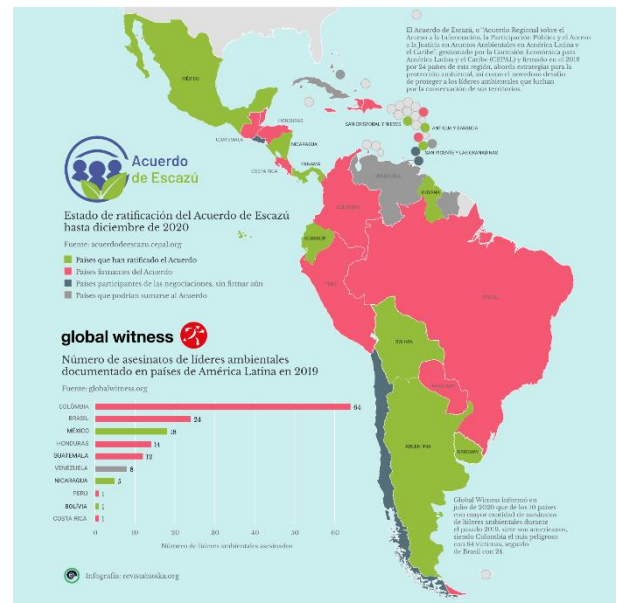 El Acuerdo de Escazú, o "Acuerdo Regional sobre el
Acceso a la Información, la Participación Pública y el Acceso
a la Justicia en Asuntos Ambientales en América Latina y
el Caribe", gestionado por la Comisión Económica para
América Latina y el Caribe (CEPAL) y firmado en el 2018
por 24 países de esta región, aborda estrategias para la
protección ambiental, así como el acuerdoso desafío
de proteger a los líderes ambientales que luchan
por la conservación de sus territorios.
MÉXICO
HONDURAS
GUATEMALA
NICARAGUA
COSTA RICA
PANAMÁ
SAN CRISTÓBAL Y NIEVES
ANTIGUA Y BARBUDA
SAN VICENTE Y LAS GRANADINAS
VENEZUELA
GUYANA
COLOMBIA
ECUADOR
PERÚ
BRASIL
BOLIVIA
PARAGUAY
ARGENTINA
URUGUAY
Acuerdo
de Escazú
Estado de ratificación del Acuerdo de Escazú
hasta diciembre de 2020
Fuente: acuerdodeescazu.cepal.org
Países que han ratificado el Acuerdo
Países firmantes del Acuerdo
Países participantes de las negociaciones, sin firmar aún
Países que podrían sumarse al Acuerdo
global witness
Número de asesinatos de líderes ambientales
documentado en países de América Latina en 2019
Fuente: globalwitness.org
COLÔMBIA 64
BRASIL 24
MÉXICO 18
HONDURAS 14
GUATEMALA 12
VENEZUELA 8
NICARAGUA 5
PERU 1
BOLÍVIA 1
COSTA RICA 1
0 10 20 30 40 50 60
Número de líderes ambientales asesinados
Global Witness informó en
julio de 2020 que de los 10 países
con mayor cantidad de asesinatos
de líderes ambientales durante
el pasado 2019, siete son americanos,
siendo Colombia el más peligroso
con 64 víctimas, seguido
de Brasil con 24.
Infografía: revistabioika.org